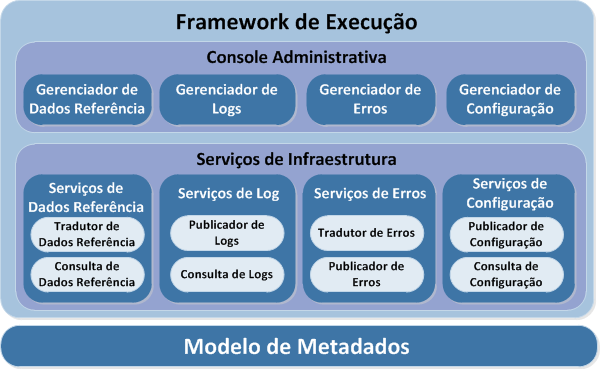 Framework de Execução
Console Administrativa
Gerenciador de
Dados Referência
Gerenciador de
Logs
Gerenciador de
Erros
Gerenciador de
Configuração
Serviços de Infraestrutura
Serviços de
Dados Referência
Tradutor de
Dados Referência
Consulta de
Dados Referência
Serviços de Log
Publicador de
Logs
Consulta de Logs
Serviços de Erros
Tradutor de Erros
Publicador de
Erros
Serviços de
Configuração
Publicador de
Configuração
Consulta de
Configuração
Modelo de Metadados